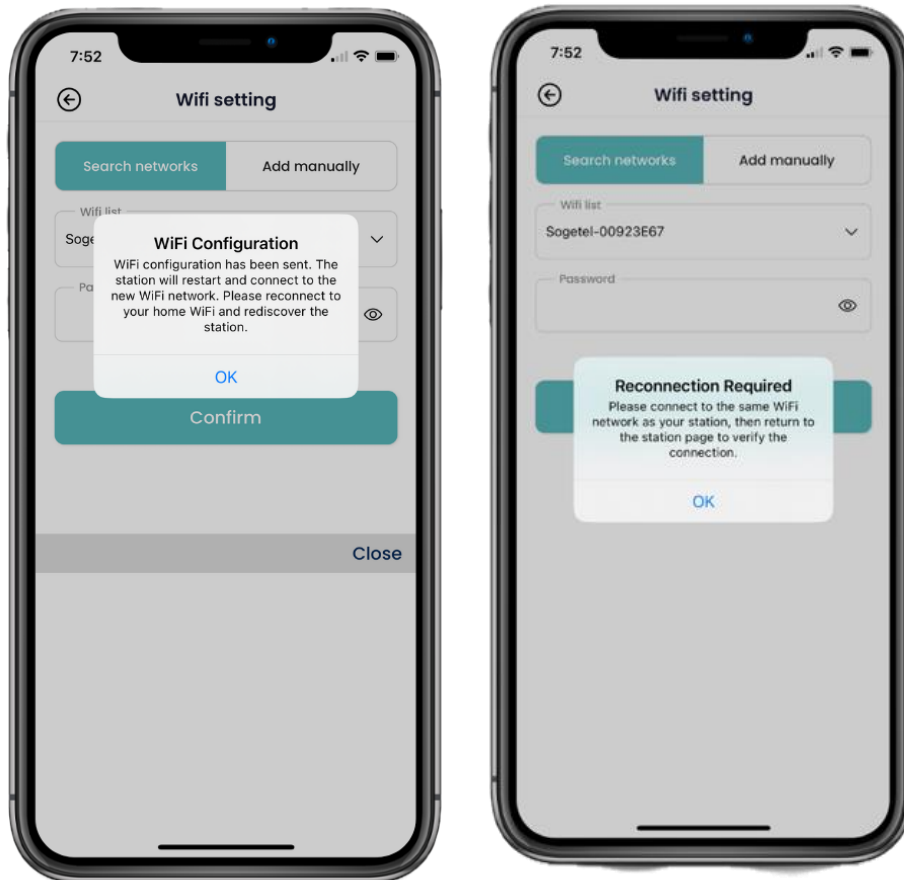 7:52
Wifi setting
Search networks
Add manually
Wifi list
Soge
WiFi Configuration
WiFi configuration has been sent. The
station will restart and connect to the
new WiFi network. Please reconnect to
your home WiFi and rediscover the
station.
Pa
OK
Confirm
Close
7:52
Wifi setting
Search networks
Add manually
Wifi list
Sogetel-00923E67
Password
Reconnection Required
Please connect to the same WiFi
network as your station, then return to
the station page to verify the
connection.
OK